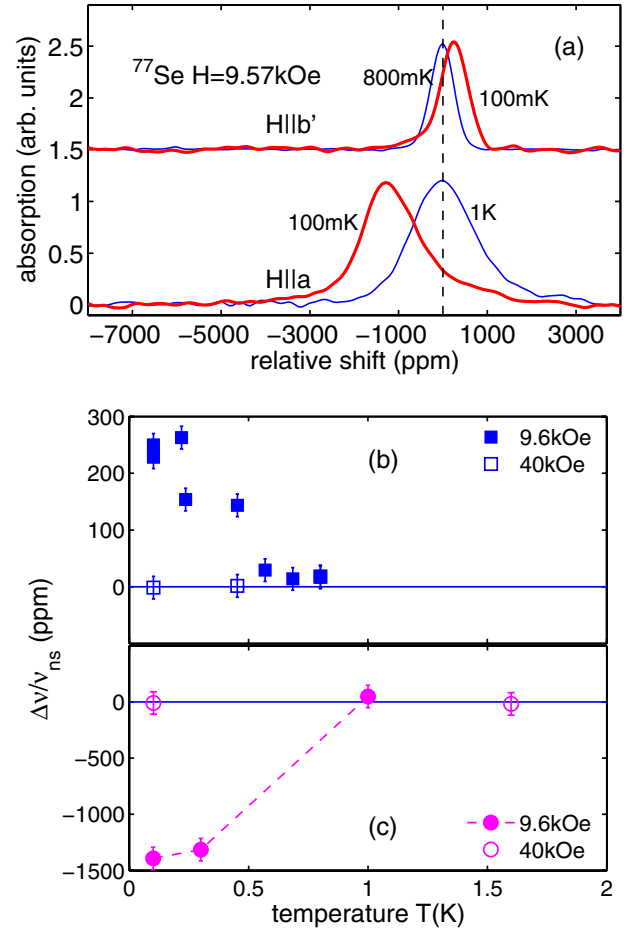 (a)
⁷⁷Se H=9.57kOe
800mK
100mK
H||b’
100mK
1K
H||a
absorption (arb. units)
2.5
1.5
1
0.5
0
−7000 −5000 −3000 −1000 1000 3000
relative shift (ppm)
300
200
100
0
(b)
9.6kOe
40kOe
Δν/ν_ns (ppm)
0
−500
−1000
−1500
(c)
9.6kOe
40kOe
0 0.5 1 1.5 2
temperature T(K)